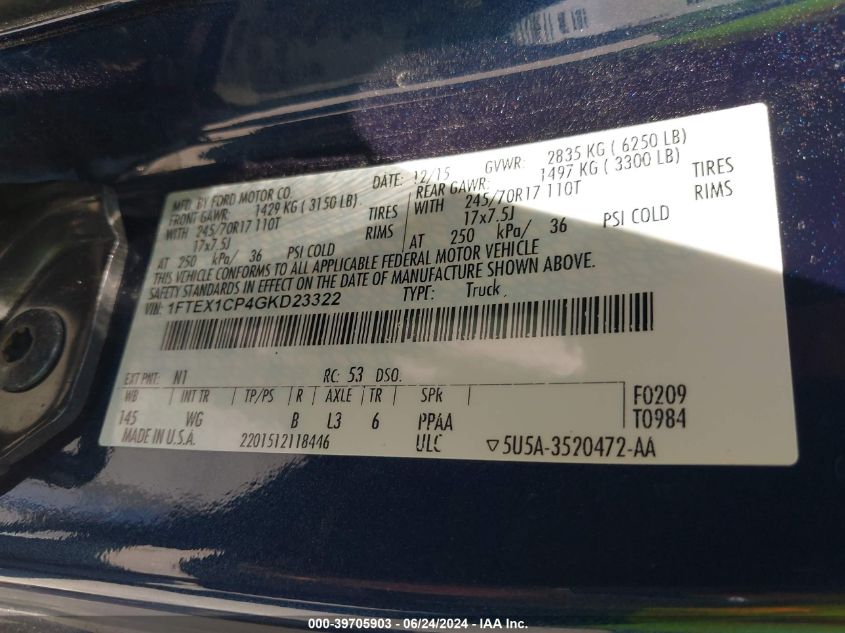 MFD. BY FORD MOTOR CO.
DATE: 12/15
GVWR: 2835 KG ( 6250 LB)
FRONT GAWR: 1429 KG ( 3150 LB)
REAR GAWR: 1497 KG ( 3300 LB)
WITH 245/70R17 110T TIRES
WITH 245/70R17 110T TIRES
17x7.5J RIMS
17x7.5J RIMS
AT 250 kPa/ 36 PSI COLD
AT 250 kPa/ 36 PSI COLD
THIS VEHICLE CONFORMS TO ALL APPLICABLE FEDERAL MOTOR VEHICLE
SAFETY STANDARDS IN EFFECT ON THE DATE OF MANUFACTURE SHOWN ABOVE.
VIN: 1FTEX1CP4GKD23322
TYPE: Truck
EXT PNT: N1 RC: 53 DSO:
WB INT TR TP/PS R AXLE TR SPR
145 WG B L3 6 PPAA
F0209
T0984
MADE IN U.S.A. 2201512118446 ULC ▽5U5A-3520472-AA
000-39705903 - 06/24/2024 - IAA Inc.